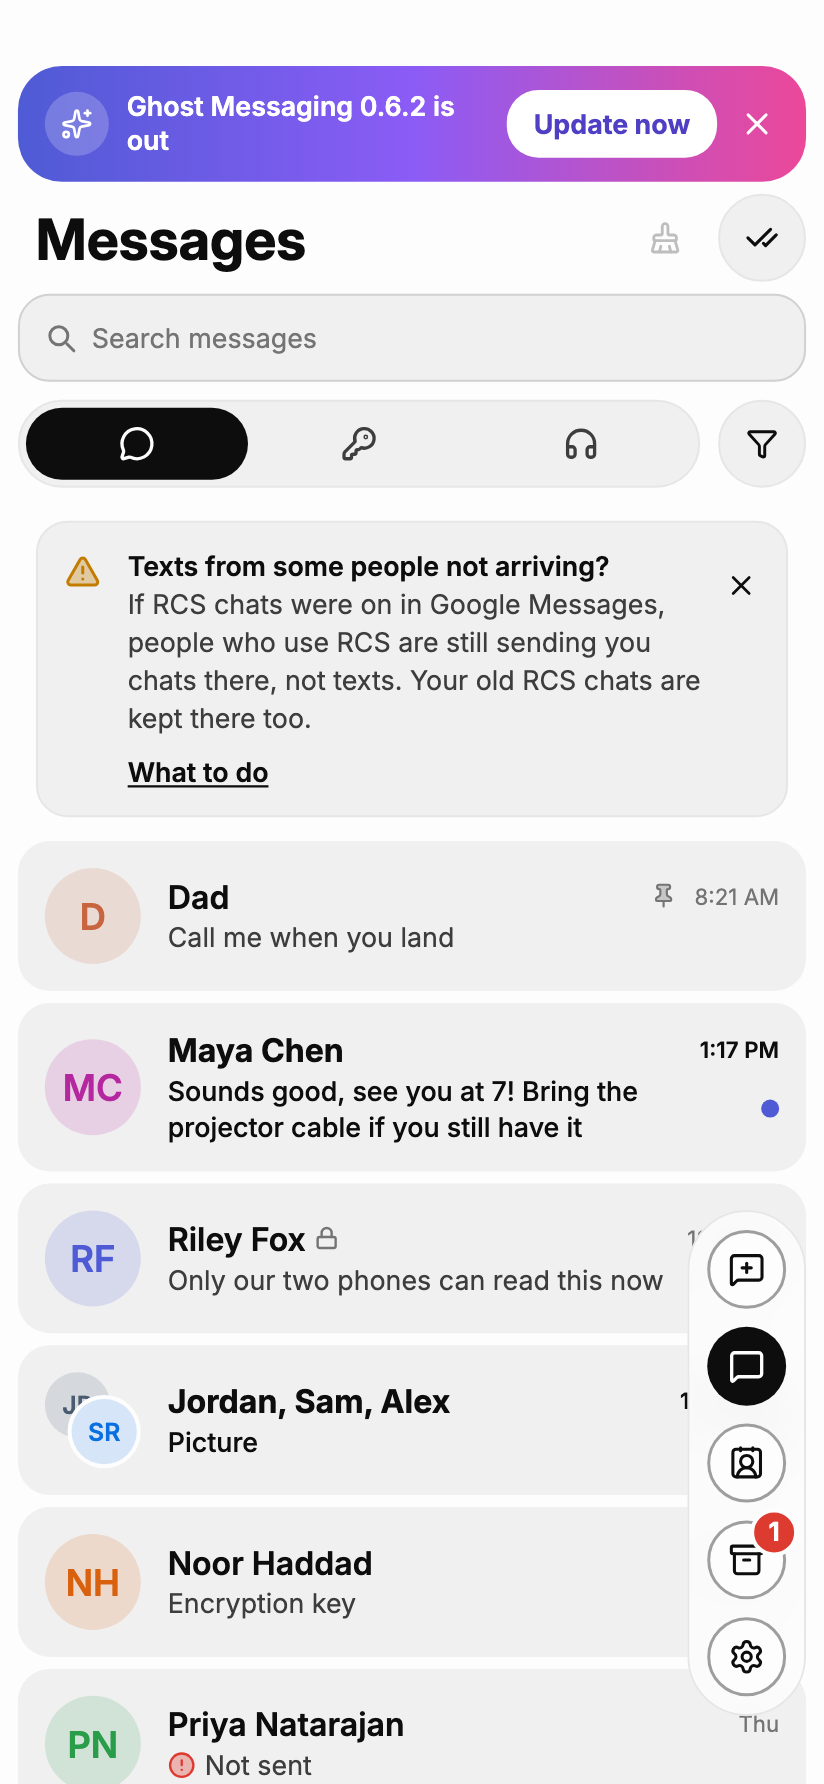 Ghost Messaging 0.6.2 is
out
Update now
Messages
Search messages
Texts from some people not arriving?
If RCS chats were on in Google Messages,
people who use RCS are still sending you
chats there, not texts. Your old RCS chats are
kept there too.
What to do
D
Dad
8:21 AM
Call me when you land
MC
Maya Chen
1:17 PM
Sounds good, see you at 7! Bring the
projector cable if you still have it
RF
Riley Fox
Only our two phones can read this now
SR
Jordan, Sam, Alex
Picture
1
NH
Noor Haddad
Encryption key
PN
Priya Natarajan
Thu
Not sent